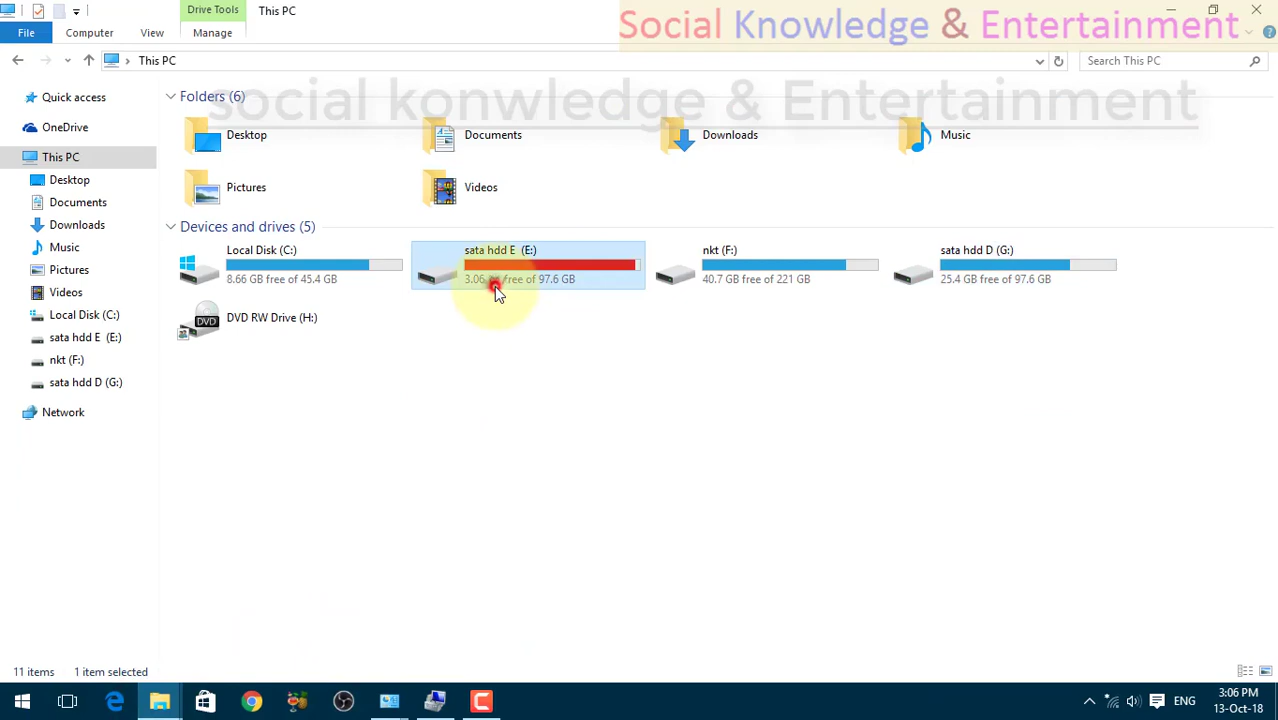 Drive Tools
This PC
Social Knowledge & Entertainment
File
Computer
View
Manage
This PC
Search This PC
social konwledge & Entertainment
Quick access
OneDrive
This PC
Desktop
Documents
Downloads
Music
Pictures
Videos
Local Disk (C:)
sata hdd E (E:)
nkt (F:)
sata hdd D (G:)
Network
Folders (6)
Desktop
Documents
Downloads
Music
Pictures
Videos
Devices and drives (5)
Local Disk (C:)
8.66 GB free of 45.4 GB
sata hdd E (E:)
3.06 free of 97.6 GB
nkt (F:)
40.7 GB free of 221 GB
sata hdd D (G:)
25.4 GB free of 97.6 GB
DVD
DVD RW Drive (H:)
11 items
1 item selected
ENG
3:06 PM
13-Oct-18